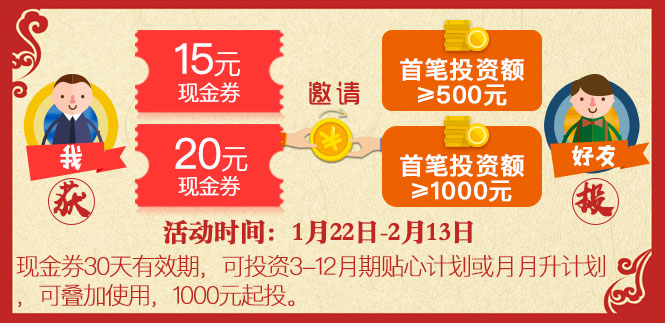 15元
现金券
20元
现金券
邀请
首笔投资额
≥500元
首笔投资额
≥1000元
我
获
好友
投
活动时间：1月22日-2月13日
现金券30天有效期，可投资3-12月期贴心计划或月月升计划
，可叠加使用，1000元起投。